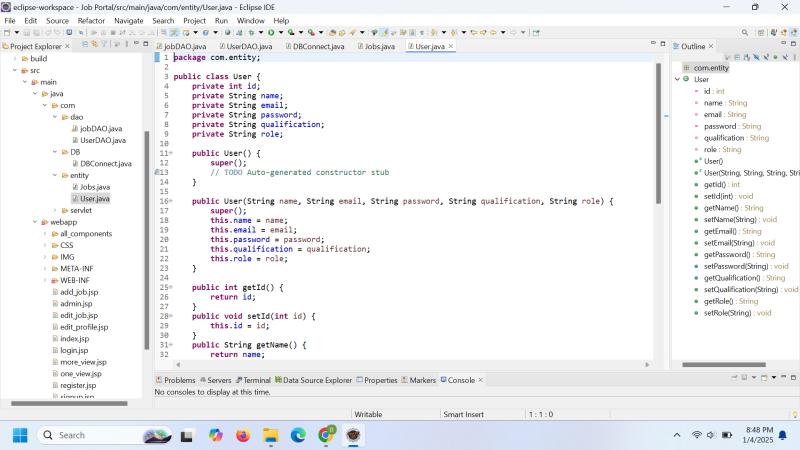 eclipse-workspace - Job Portal/src/main/java/com/entity/User.java - Eclipse IDE
File Edit Source Refactor Navigate Search Project Run Window Help
Project Explorer
build
src
main
java
com
dao
jobDAO.java
UserDAO.java
DB
DBConnect.java
entity
Jobs.java
User.java
servlet
webapp
all_components
CSS
IMG
META-INF
WEB-INF
add_job.jsp
admin.jsp
edit_job.jsp
edit_profile.jsp
index.jsp
login.jsp
more_view.jsp
one_view.jsp
register.jsp
signup.jsp
jobDAO.java UserDAO.java DBConnect.java Jobs.java User.java
1 package com.entity;
2
3 public class User {
4 private int id;
5 private String name;
6 private String email;
7 private String password;
8 private String qualification;
9 private String role;
10
11 public User() {
12 super();
13 // TODO Auto-generated constructor stub
14 }
15
16 public User(String name, String email, String password, String qualification, String role) {
17 super();
18 this.name = name;
19 this.email = email;
20 this.password = password;
21 this.qualification = qualification;
22 this.role = role;
23 }
24
25 public int getId() {
26 return id;
27 }
28 public void setId(int id) {
29 this.id = id;
30 }
31 public String getName() {
32 return name;
Outline
com.entity
User
id : int
name : String
email : String
password : String
qualification : String
role : String
User()
User(String, String, String, Stri
getId() : int
setId(int) : void
getName() : String
setName(String) : void
getEmail() : String
setEmail(String) : void
getPassword() : String
setPassword(String) : void
getQualification() : String
setQualification(String) : void
getRole() : String
setRole(String) : void
Problems Servers Terminal Data Source Explorer Properties Markers Console
No consoles to display at this time.
Writable Smart Insert 1 : 1 : 0
Search
8:48 PM
1/4/2025